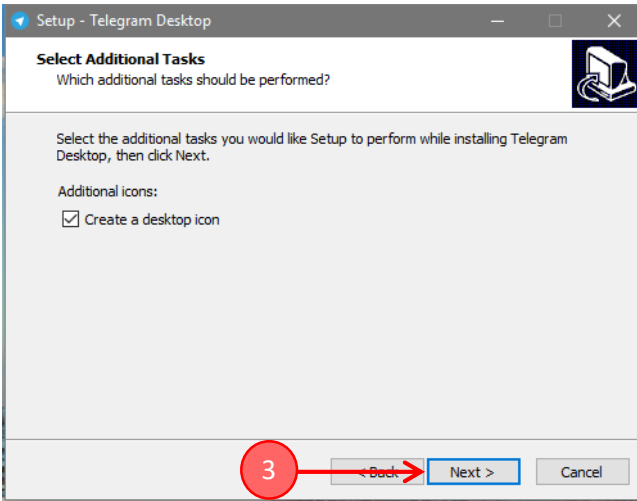 Setup - Telegram Desktop
Select Additional Tasks
Which additional tasks should be performed?
Select the additional tasks you would like Setup to perform while installing Telegram
Desktop, then click Next.
Additional icons:
Create a desktop icon
3 < Back Next > Cancel